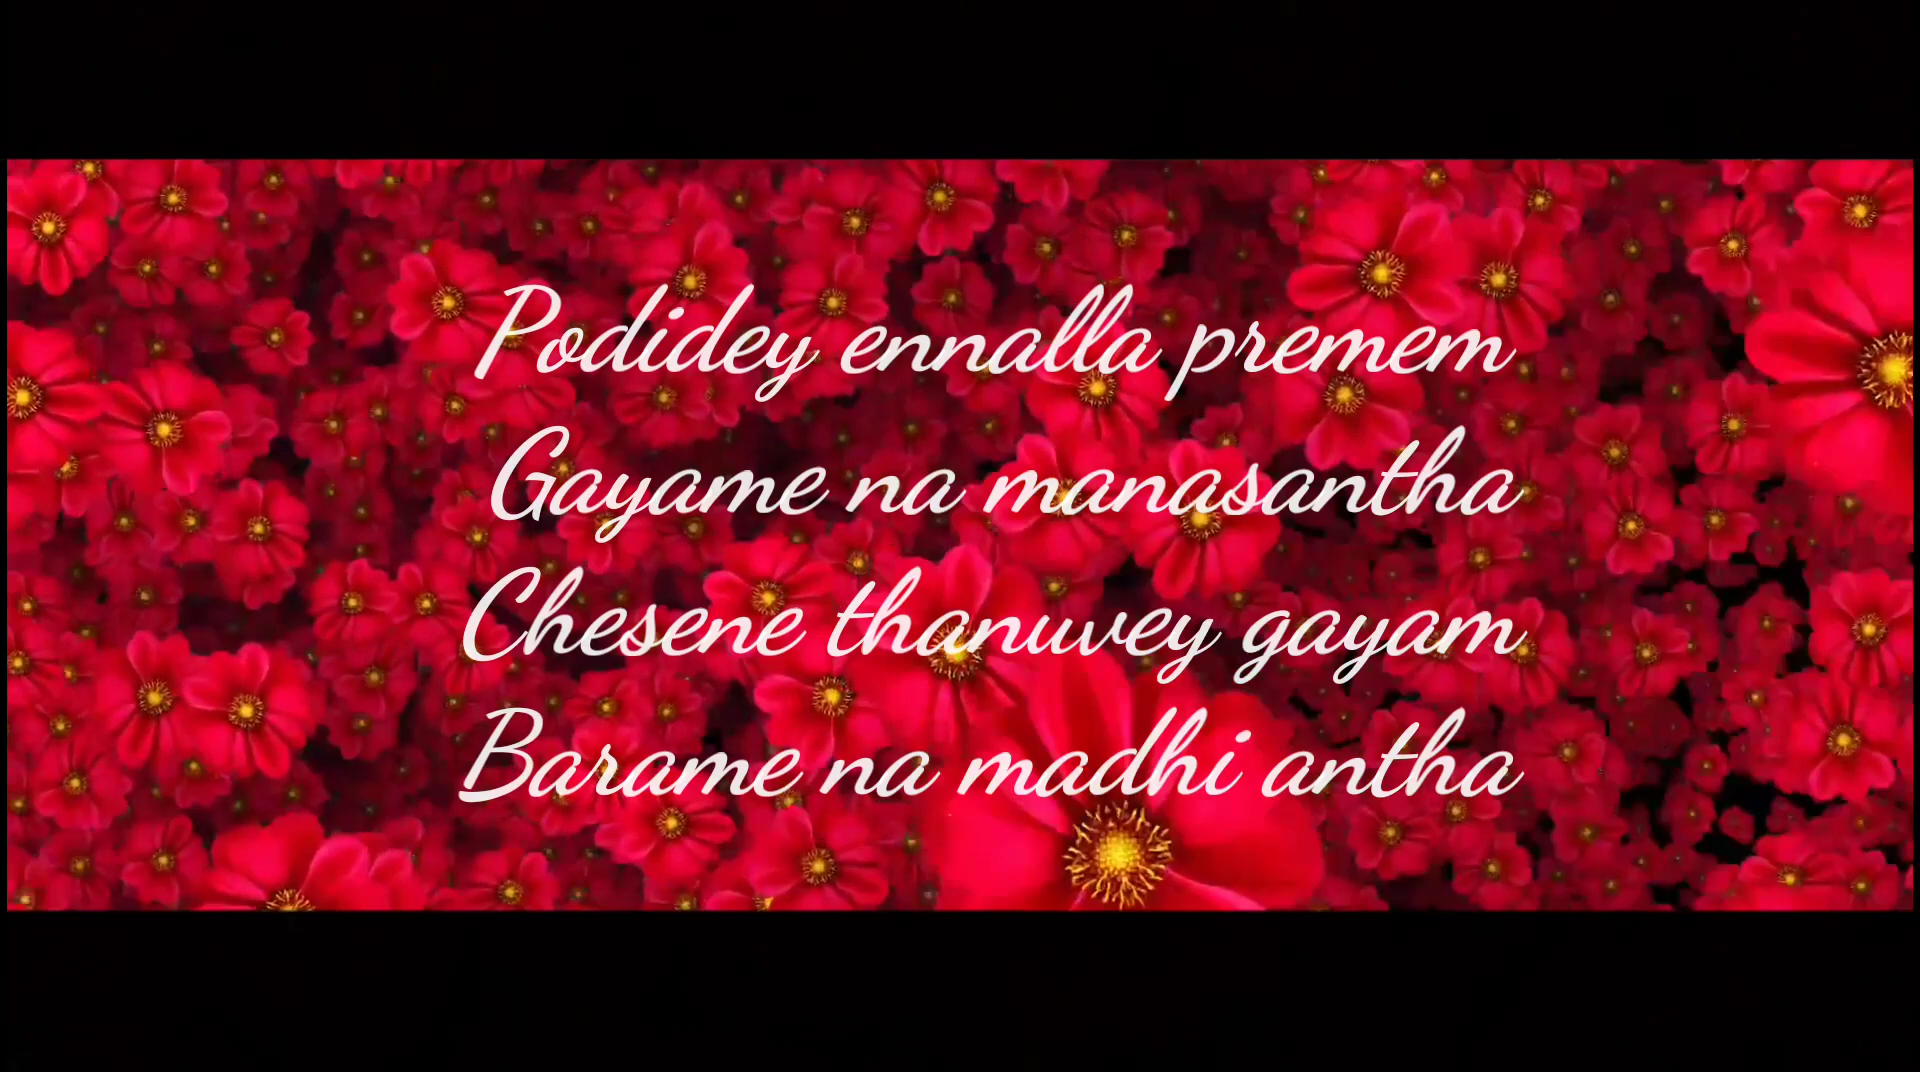 Podidey ennalla premem
Gayame na manasantha
Chesene thanuvey gayam
Barame na madhi antha